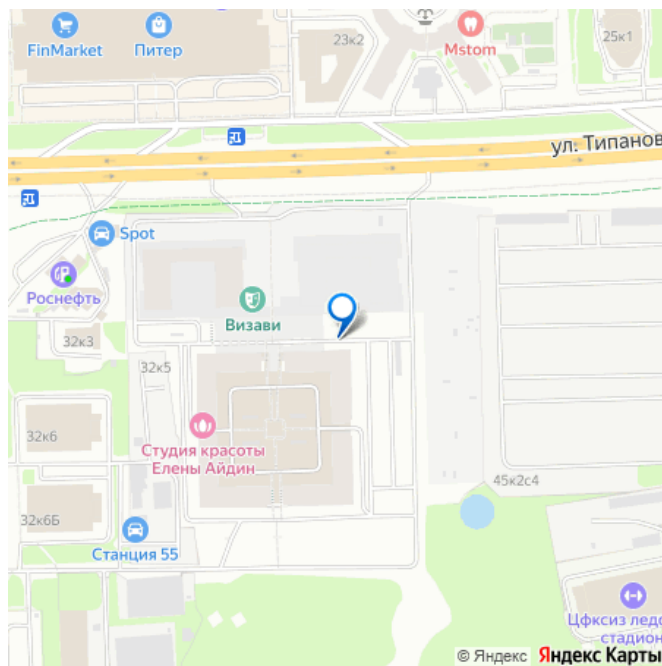 FinMarket
Питер
23к2
Mstom
25к1
ул. Типанов
Spot
Роснефть
Визави
32к3
32к5
32к6
Студия красоты
Елены Айдин
45к2с4
32к6Б
Станция 55
Цфксиз ледо
стадион
© Яндекс Яндекс Карты